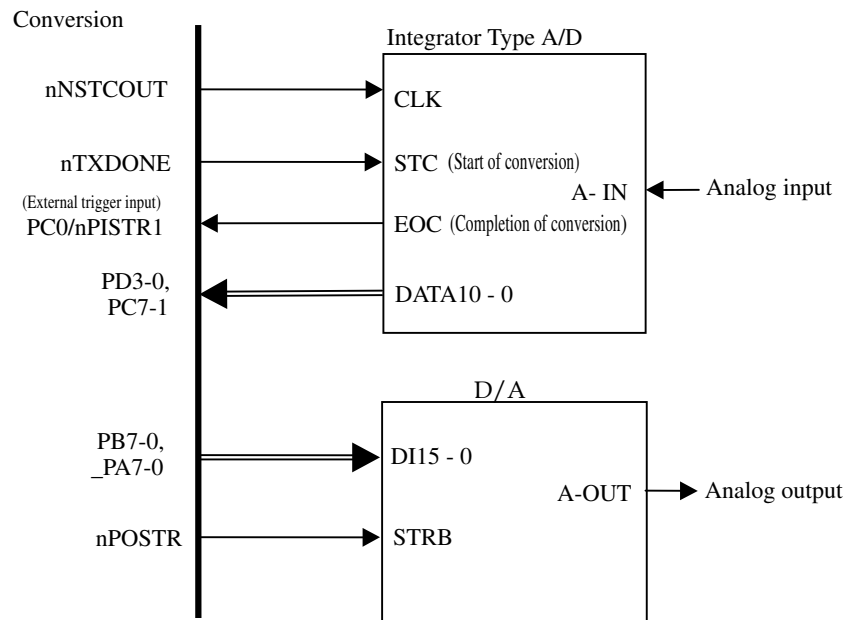 Conversion
Integrator Type A/D
nNSTCOUT
CLK
nTXDONE
STC (Start of conversion)
A- IN
Analog input
(External trigger input)
PC0/nPISTR1
EOC (Completion of conversion)
PD3-0,
PC7-1
DATA10 - 0
D/A
PB7-0,
_PA7-0
DI15 - 0
A-OUT
Analog output
nPOSTR
STRB